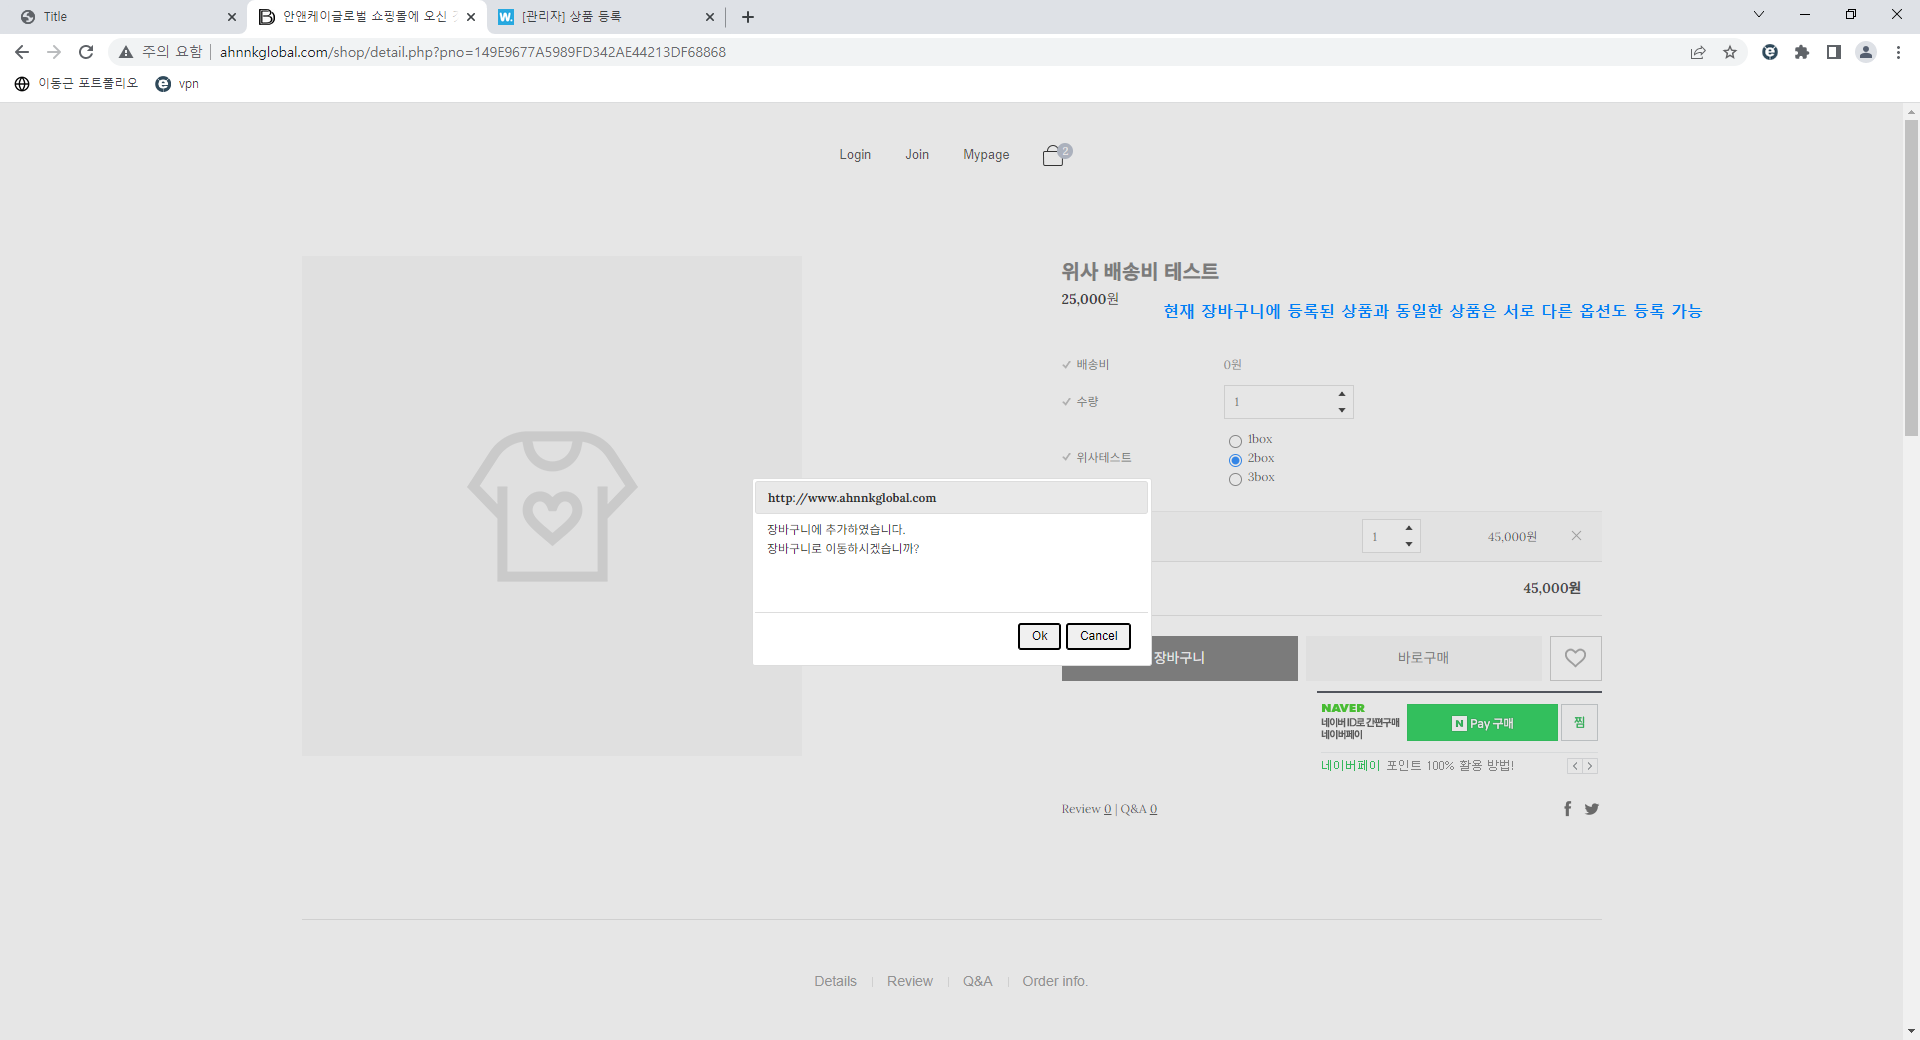 Title
안앤케이글로벌 쇼핑몰에 오신
[관리자] 상품 등록
주의 요함
ahnnkglobal.com/shop/detail.php?pno=149E9677A5989FD342AE44213DF68868
이동근 포트폴리오
vpn
Login
Join
Mypage
2
위사 배송비 테스트
25,000원
현재 장바구니에 등록된 상품과 동일한 상품은 서로 다른 옵션도 등록 가능
배송비
0원
수량
1
위사테스트
1box
2box
3box
http://www.ahnnkglobal.com
장바구니에 추가하였습니다.
장바구니로 이동하시겠습니까?
Ok
Cancel
1
45,000원
45,000원
장바구니
바로구매
NAVER
네이버 ID로 간편구매
네이버페이
N Pay 구매
찜
네이버페이 포인트 100% 활용 방법!
Review 0 | Q&A 0
Details
Review
Q&A
Order info.